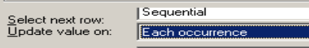 Select next row: Sequential
Update value on: Each occurrence